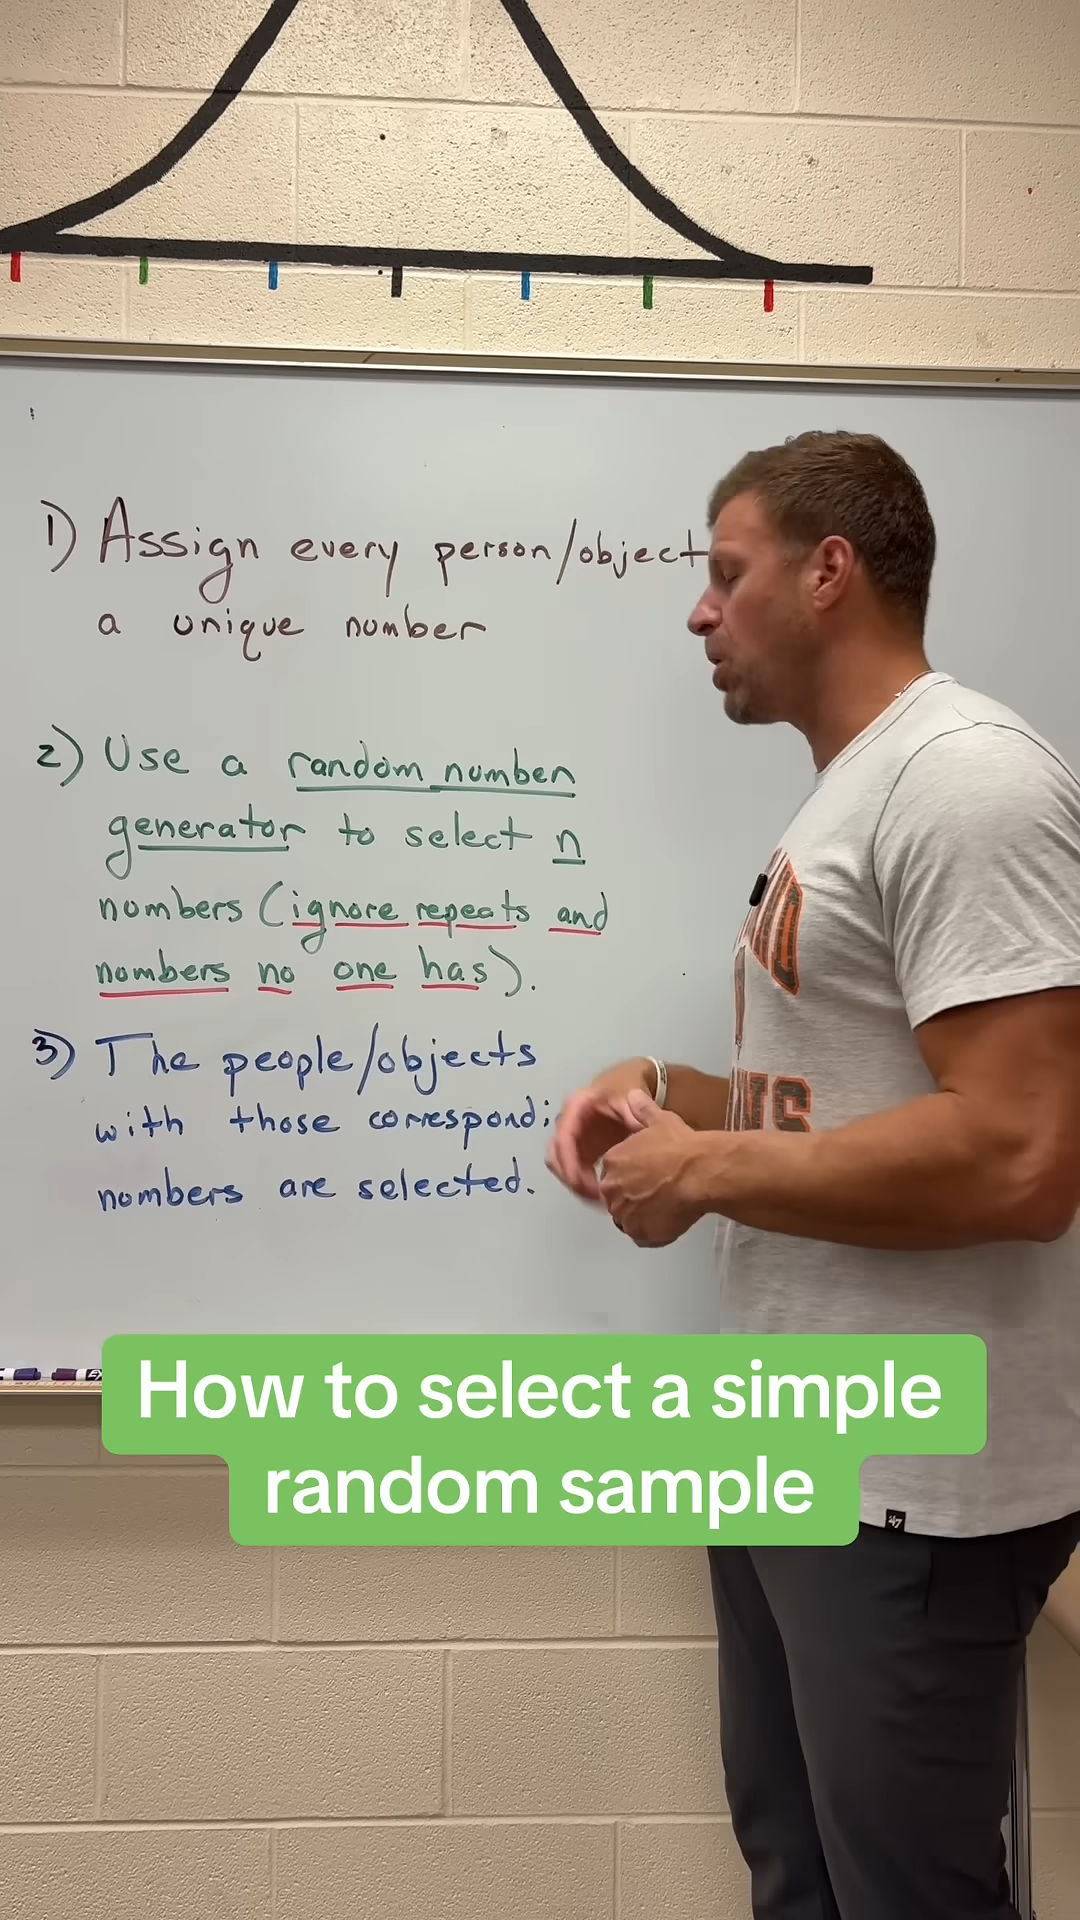 1) Assign every person/object
a unique number
2) Use a random number
generator to select n
numbers (ignore repeats and
numbers no one has).
3) The people/objects
with those
numbers are selected.
How to select a simple
random sample
47